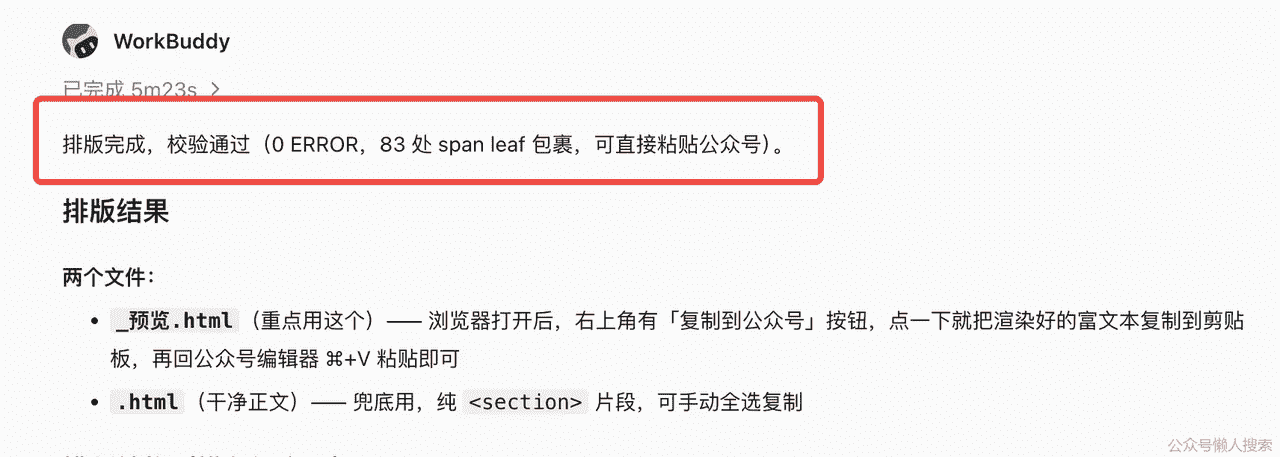 WorkBuddy
已完成 5m23s >
排版完成，校验通过（0 ERROR，83 处 span leaf 包裹，可直接粘贴公众号）。
排版结果
两个文件：
• _预览.html（重点用这个）—— 浏览器打开后，右上角有「复制到公众号」按钮，点一下就把渲染好的富文本复制到剪贴
板，再回公众号编辑器 ⌘+V 粘贴即可
• .html（干净正文）—— 兜底用，纯 <section> 片段，可手动全选复制
公众号懒人搜索